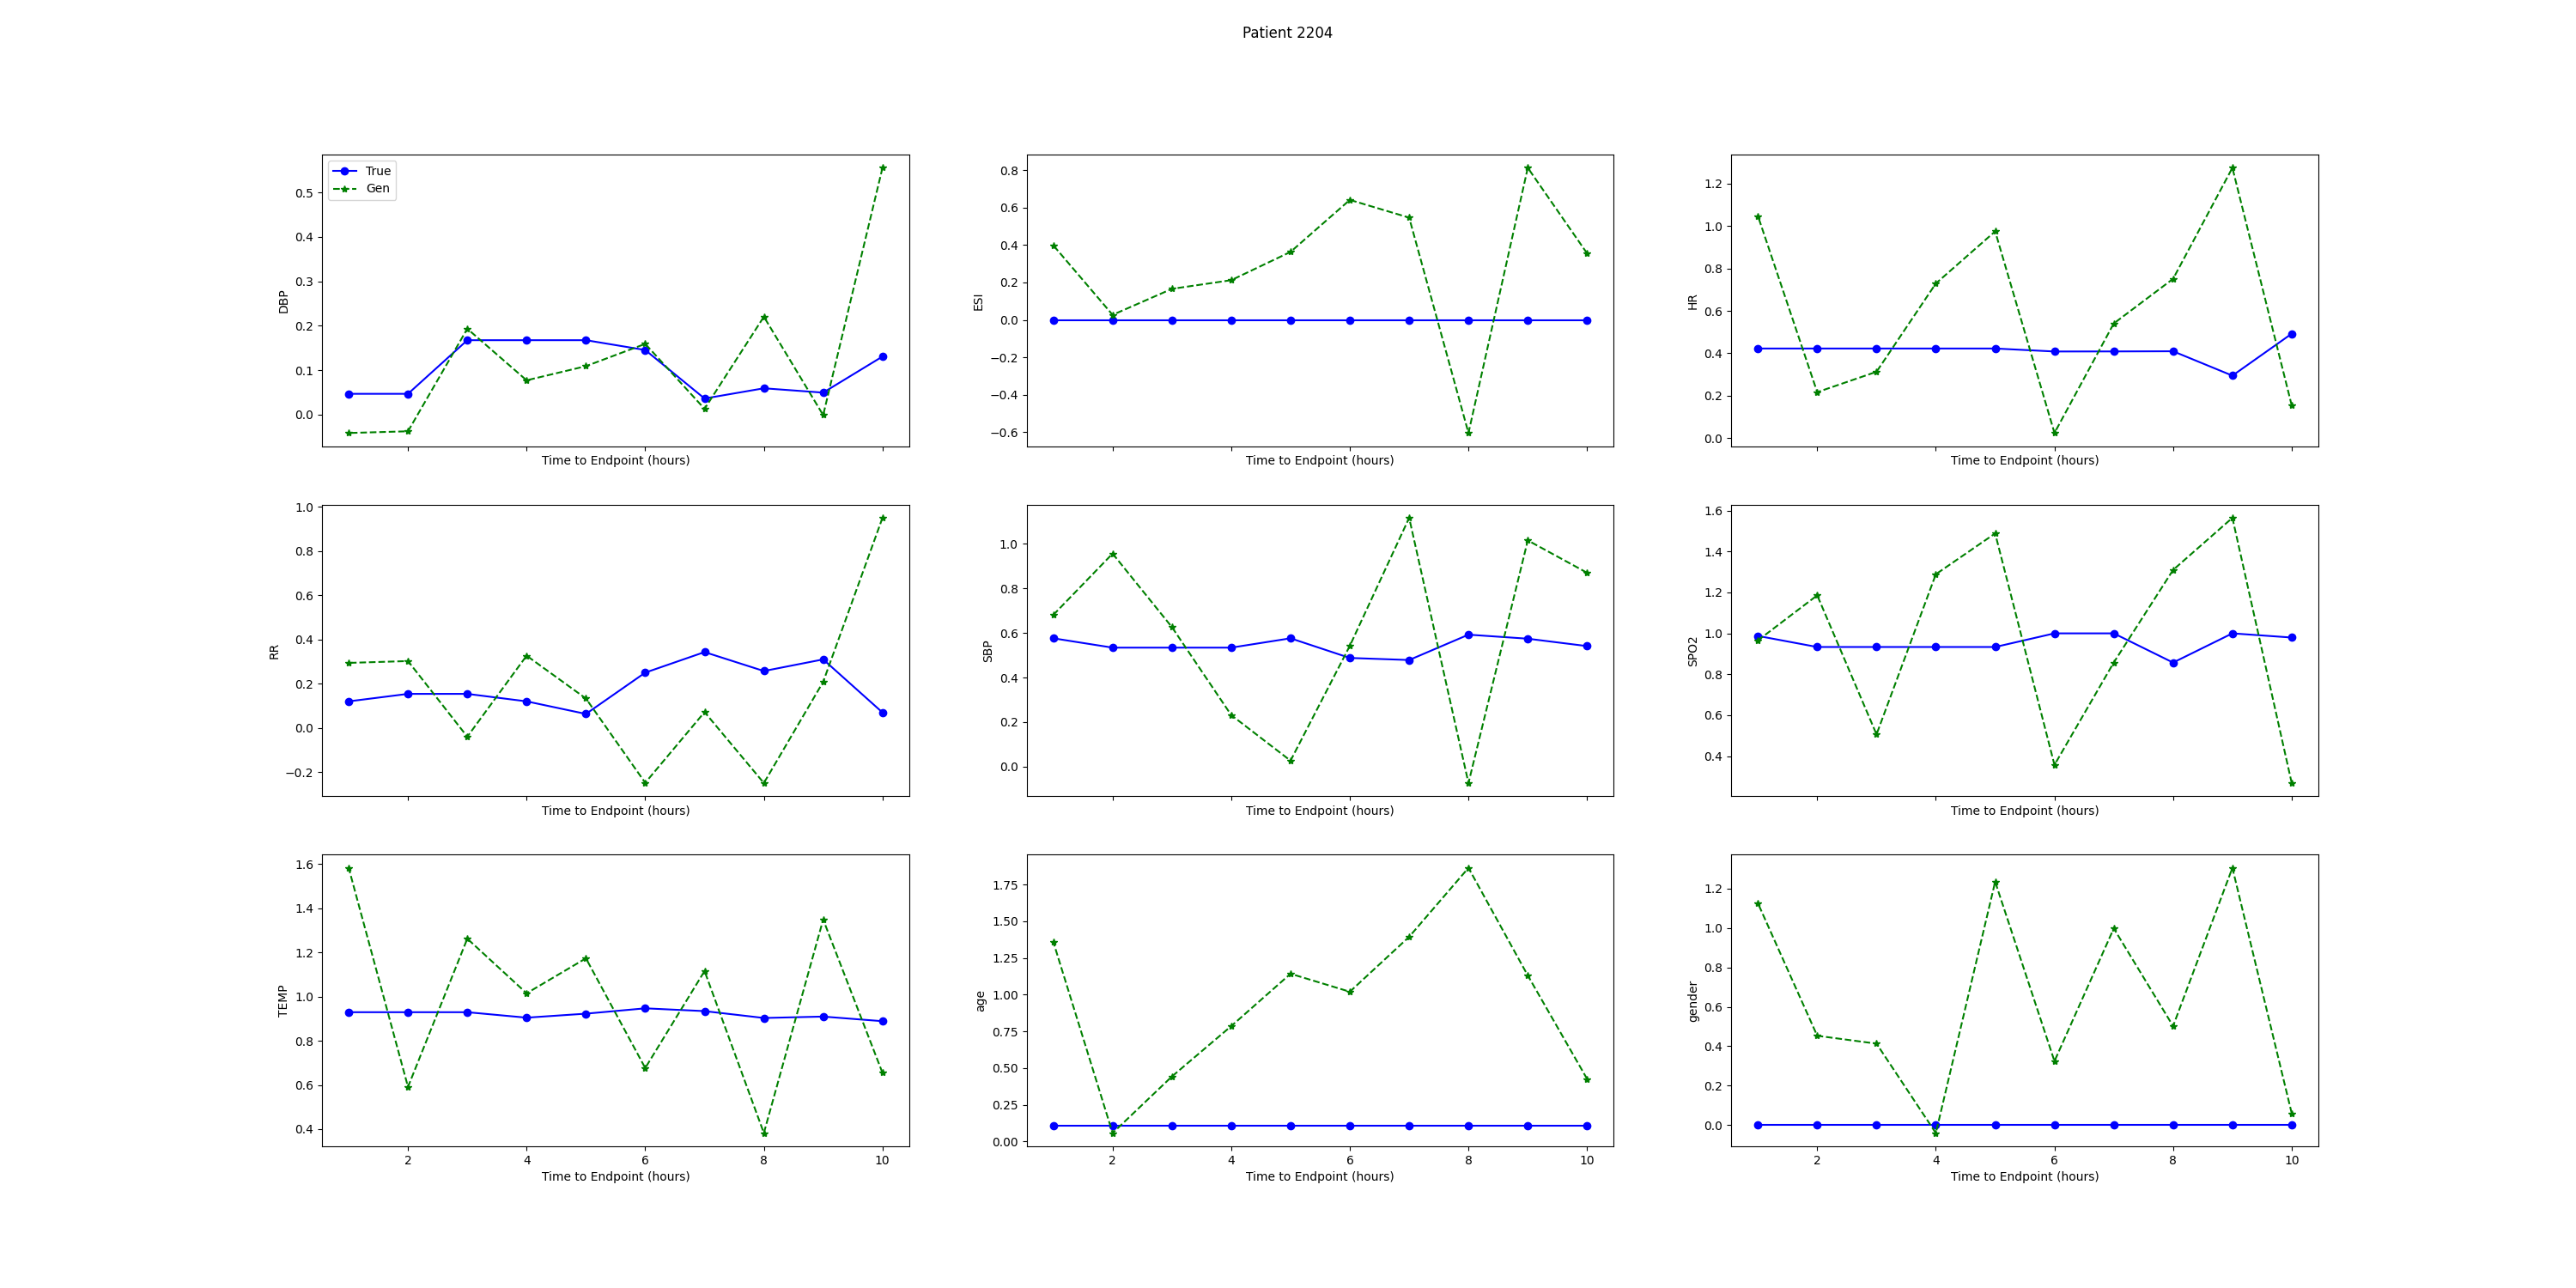 Patient 2204
True
Gen
0.5
0.4
0.3
0.2
0.1
0.0
DBP
Time to Endpoint (hours)
0.8
0.6
0.4
0.2
0.0
−0.2
−0.4
−0.6
ESI
Time to Endpoint (hours)
1.2
1.0
0.8
0.6
0.4
0.2
0.0
HR
Time to Endpoint (hours)
1.0
0.8
0.6
0.4
0.2
0.0
−0.2
RR
Time to Endpoint (hours)
1.0
0.8
0.6
0.4
0.2
0.0
SBP
Time to Endpoint (hours)
1.6
1.4
1.2
1.0
0.8
0.6
0.4
SPO2
Time to Endpoint (hours)
1.6
1.4
1.2
1.0
0.8
0.6
0.4
TEMP
2 4 6 8 10
Time to Endpoint (hours)
1.75
1.50
1.25
1.00
0.75
0.50
0.25
0.00
age
2 4 6 8 10
Time to Endpoint (hours)
1.2
1.0
0.8
0.6
0.4
0.2
0.0
gender
2 4 6 8 10
Time to Endpoint (hours)